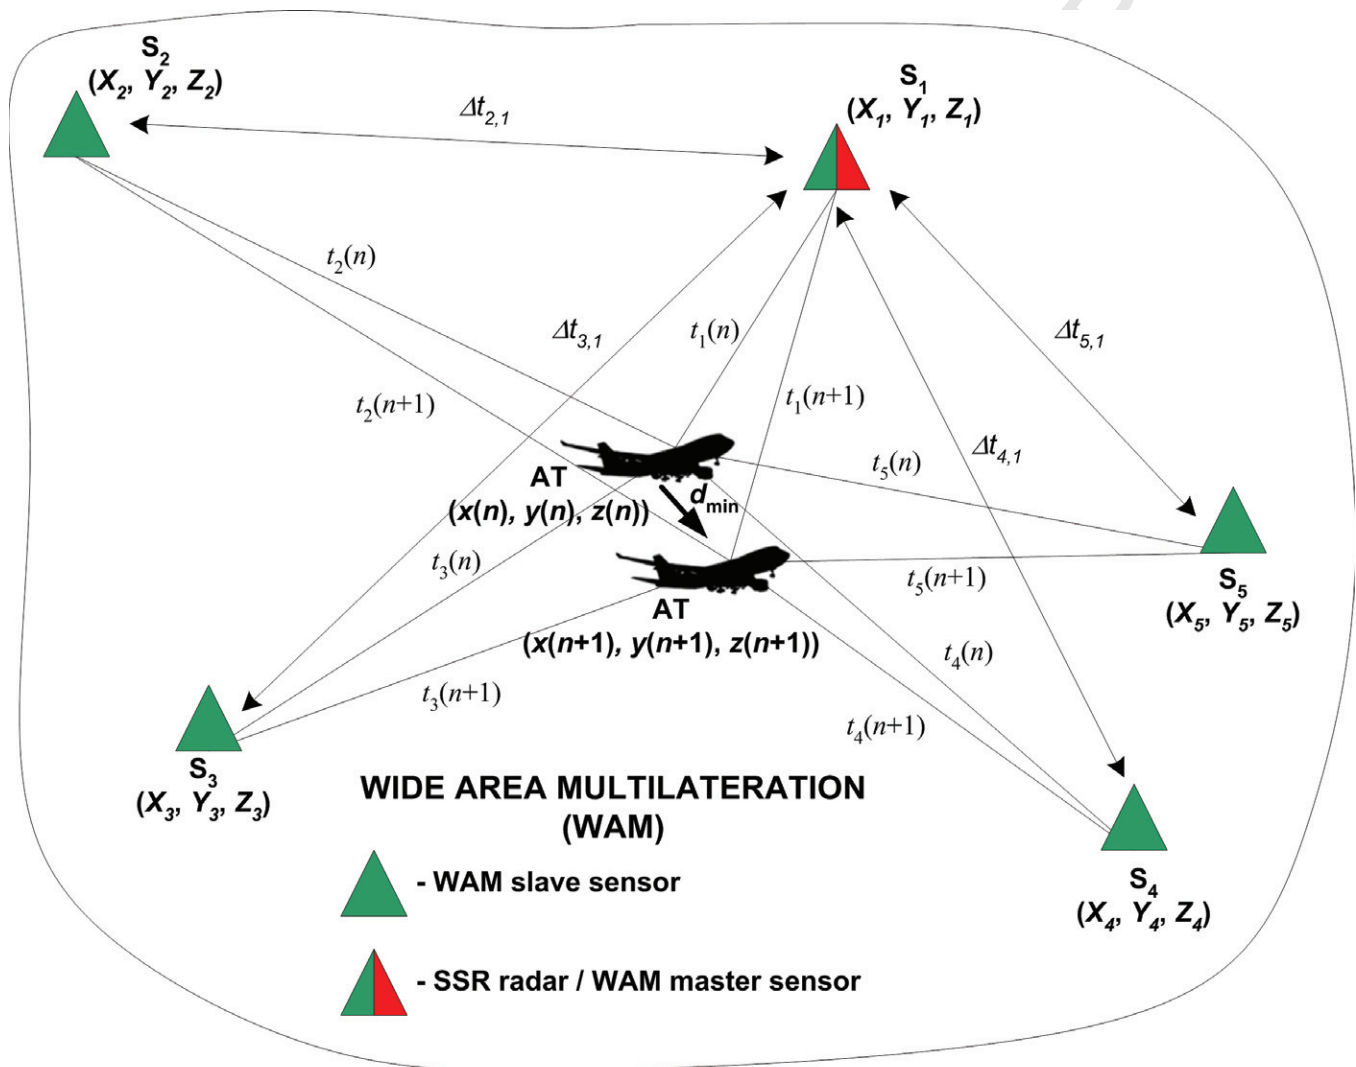 S2
(X2, Y2, Z2)
S1
(X1, Y1, Z1)
Δt2,1
t2(n)
Δt3,1
t1(n)
Δt5,1
t2(n+1)
t1(n+1)
Δt4,1
t5(n)
AT
(x(n), y(n), z(n))
dmin
t3(n)
t5(n+1)
S5
(X5, Y5, Z5)
AT
(x(n+1), y(n+1), z(n+1))
t4(n)
t3(n+1)
t4(n+1)
S3
(X3, Y3, Z3)
WIDE AREA MULTILATERATION
(WAM)
- WAM slave sensor
S4
(X4, Y4, Z4)
- SSR radar / WAM master sensor